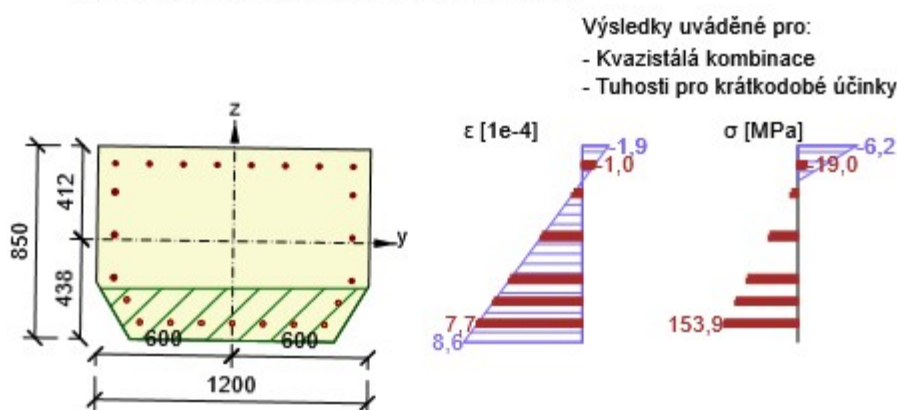 Výsledky uváděné pro:
- Kvazistálá kombinace
- Tuhosti pro krátkodobé účinky
z
ε [1e-4]
σ [MPa]
-1,9
-1,0
-6,2
-19,0
412
850
y
438
7,7
8,6
153,9
600
600
1200